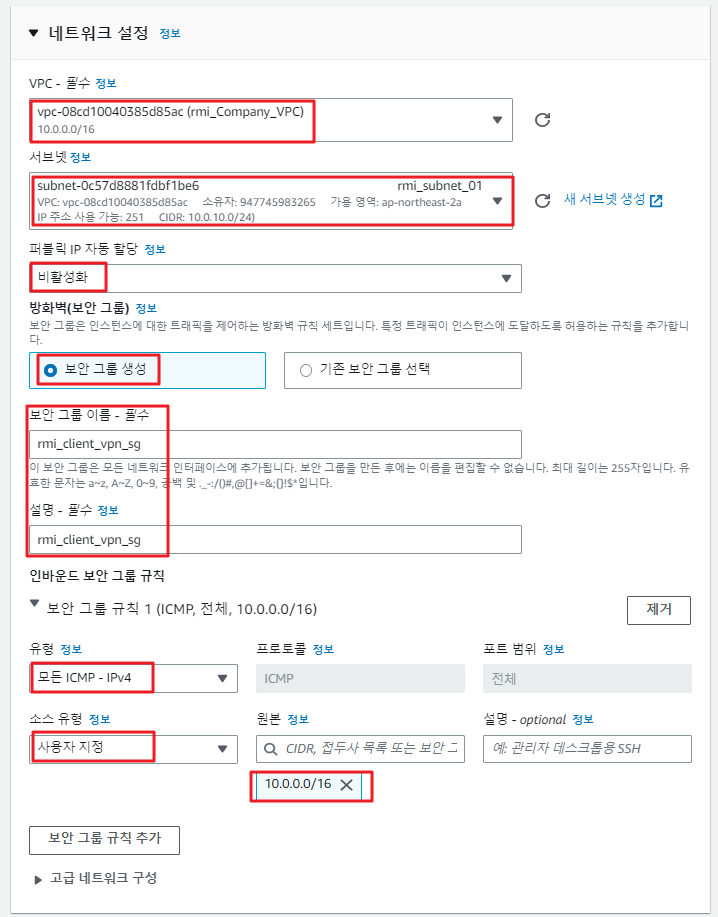 ▼ 네트워크 설정 정보
VPC - 필수 정보
vpc-08cd10040385d85ac (rmi_Company_VPC)
10.0.0.0/16
서브넷 정보
subnet-0c57d8881fdbf1be6 rmi_subnet_01
VPC: vpc-08cd10040385d85ac 소유자: 947745983265 가용 영역: ap-northeast-2a
IP 주소 사용 가능: 251 CIDR: 10.0.10.0/24)
새 서브넷 생성
퍼블릭 IP 자동 할당 정보
비활성화
방화벽(보안 그룹) 정보
보안 그룹은 인스턴스에 대한 트래픽을 제어하는 방화벽 규칙 세트입니다. 특정 트래픽이 인스턴스에 도달하도록 허용하는 규칙을 추가합니
다.
보안 그룹 생성 기존 보안 그룹 선택
보안 그룹 이름 - 필수
rmi_client_vpn_sg
이 보안 그룹은 모든 네트워크 인터페이스에 추가됩니다. 보안 그룹을 만든 후에는 이름을 편집할 수 없습니다. 최대 길이는 255자입니다. 유
효한 문자는 a~z, A~Z, 0~9, 공백 및 ._-:/()#,@[]+=&;{}!$*입니다.
설명 - 필수 정보
rmi_client_vpn_sg
인바운드 보안 그룹 규칙
▼ 보안 그룹 규칙 1 (ICMP, 전체, 10.0.0.0/16) 제거
유형 정보 프로토콜 정보 포트 범위 정보
모든 ICMP - IPv4 ICMP 전체
소스 유형 정보 원본 정보 설명 - optional 정보
사용자 지정 CIDR, 접두사 목록 또는 보안 그 예: 관리자 데스크톱용 SSH
10.0.0.0/16
보안 그룹 규칙 추가
▶ 고급 네트워크 구성